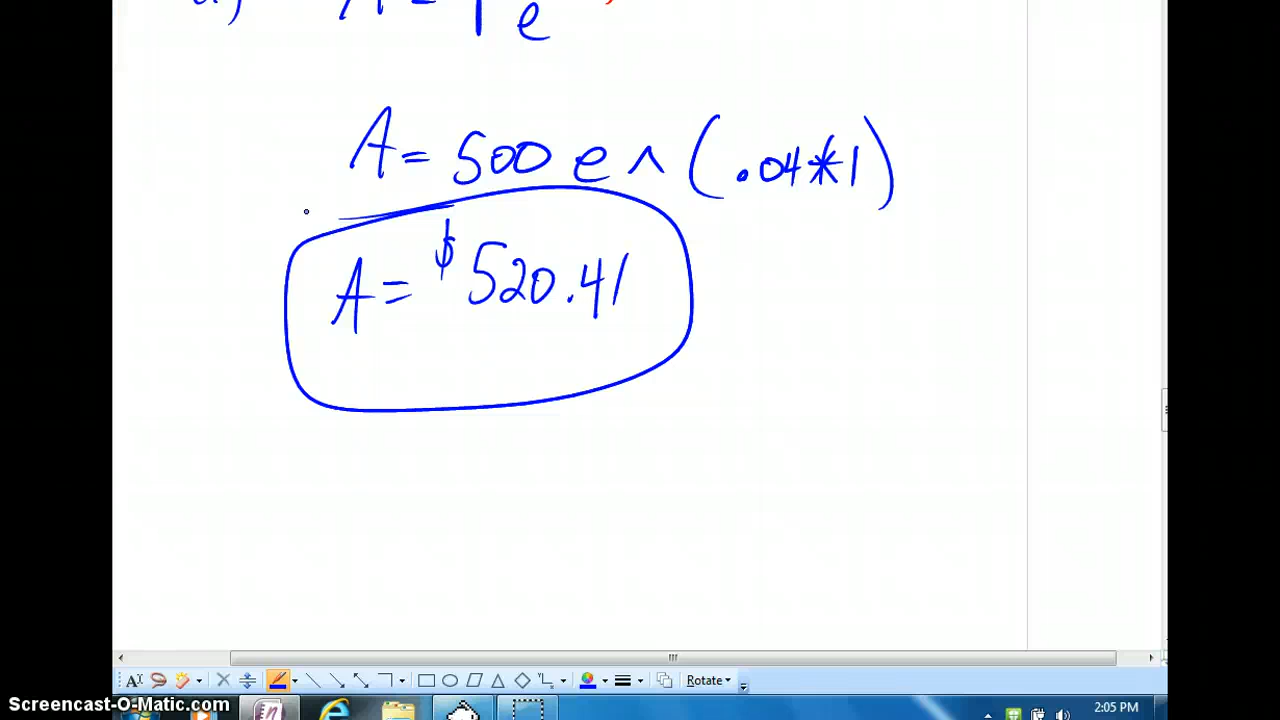 A =
e
A = 500 e ^ (.04*1)
A = $520.41
Rotate
Screencast-O-Matic.com
2:05 PM